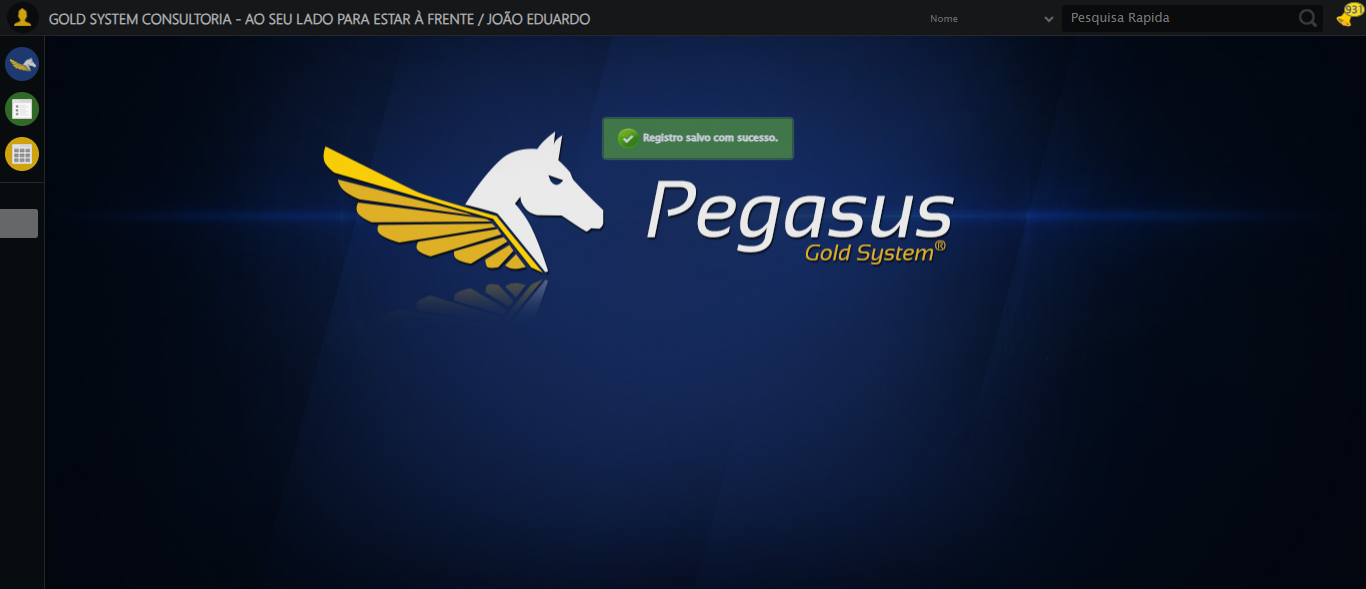 GOLD SYSTEM CONSULTORIA - AO SEU LADO PARA ESTAR À FRENTE / JOÃO EDUARDO
Nome
Pesquisa Rapida
931
Registro salvo com sucesso.
Pegasus
Gold System®